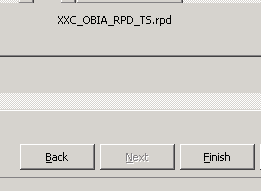 XXC_OBIA_RPD_TS.rpd
Back
Next
Finish